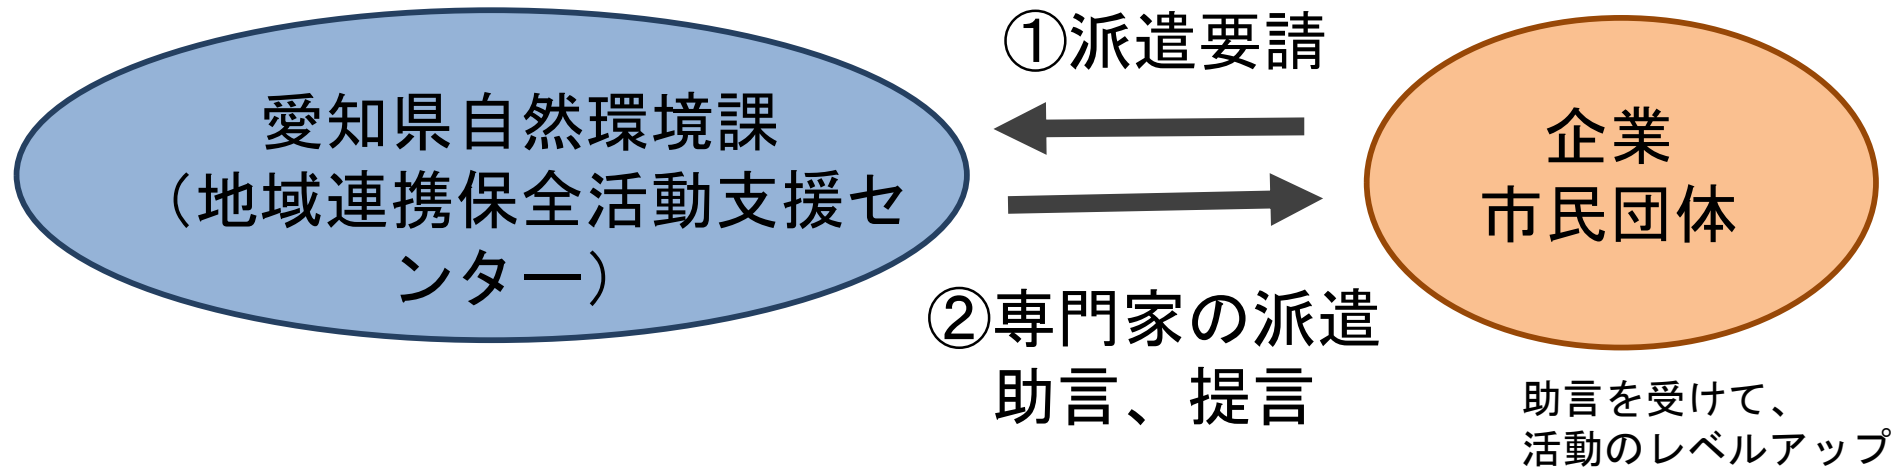 愛知県自然環境課
（地域連携保全活動支援セ
ンター）
①派遣要請
②専門家の派遣
助言、提言
企業
市民団体
助言を受けて、
活動のレベルアップ